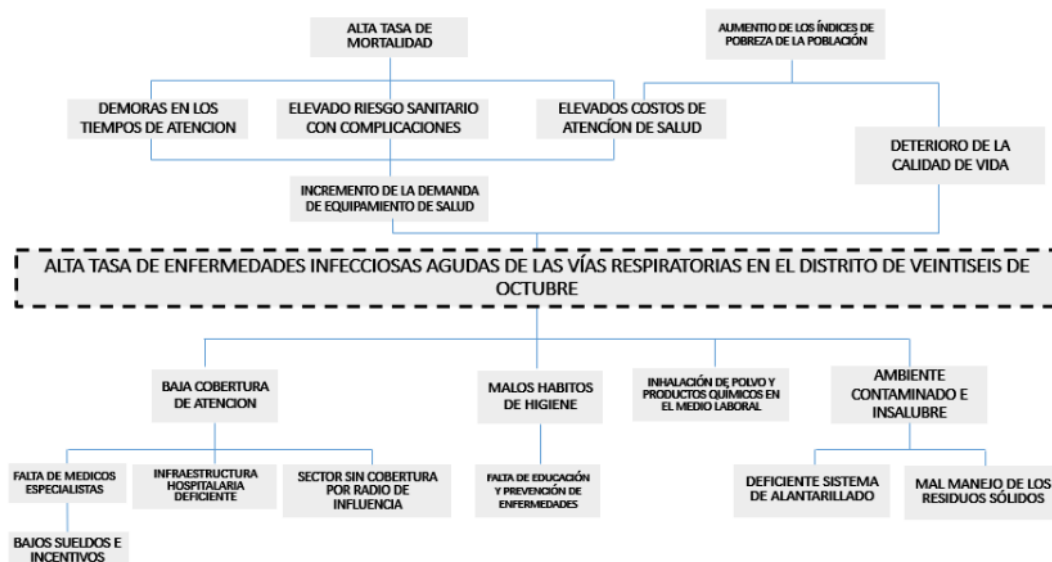 ALTA TASA DE
MORTALIDAD
AUMENTO DE LOS ÍNDICES DE
POBREZA DE LA POBLACIÓN
DEMORAS EN LOS
TIEMPOS DE ATENCION
ELEVADO RIESGO SANITARIO
CON COMPLICACIONES
ELEVADOS COSTOS DE
ATENCÍON DE SALUD
DETERIORO DE LA
CALIDAD DE VIDA
INCREMENTO DE LA DEMANDA
DE EQUIPAMIENTO DE SALUD
ALTA TASA DE ENFERMEDADES INFECCIOSAS AGUDAS DE LAS VÍAS RESPIRATORIAS EN EL DISTRITO DE VEINTISEIS DE
OCTUBRE
BAJA COBERTURA
DE ATENCION
MALOS HABITOS
DE HIGIENE
INHALACIÓN DE POLVO Y
PRODUCTOS QUÍMICOS EN
EL MEDIO LABORAL
AMBIENTE
CONTAMINADO E
INSALUBRE
FALTA DE MEDICOS
ESPECIALISTAS
INFRAESTRUCTURA
HOSPITALARIA
DEFICIENTE
SECTOR SIN COBERTURA
POR RADIO DE
INFLUENCIA
FALTA DE EDUCACIÓN
Y PREVENCIÓN DE
ENFERMEDADES
DEFICIENTE SISTEMA
DE ALANTARILLADO
MAL MANEJO DE LOS
RESIDUOS SÓLIDOS
BAJOS SUELDOS E
INCENTIVOS